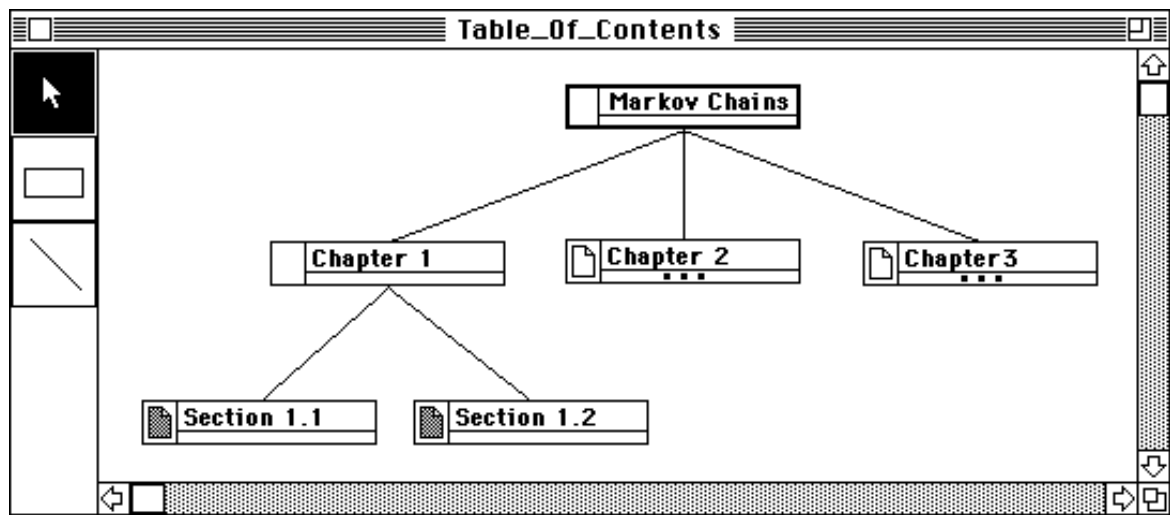 Table_Of_Contents
Markov Chains
Chapter 1
Chapter 2
Chapter3
Section 1.1
Section 1.2